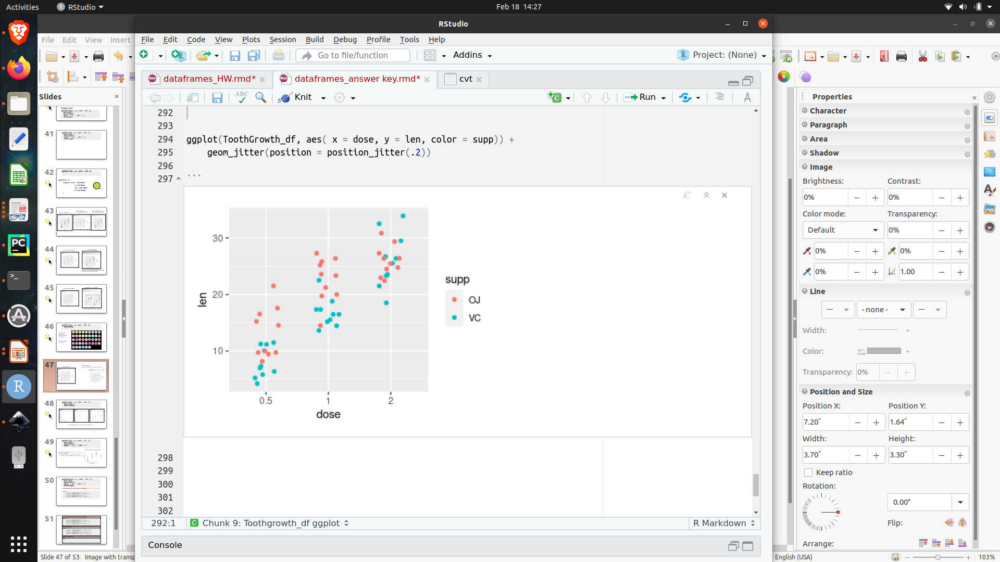 Activities
RStudio
Feb 18 14:27
RStudio
File Edit View Insert
File Edit Code View Plots Session Build Debug Profile Tools Help
Go to file/function
Addins
Project: (None)
dataframes_HW.rmd*
dataframes_answer key.rmd*
cvt
ABC
Knit
Run
Slides
41
42
43
44
45
46
47
48
49
50
51
292
293
294 ggplot(ToothGrowth_df, aes( x = dose, y = len, color = supp)) +
295 geom_jitter(position = position_jitter(.2))
296
297 ```
30
20
10
len
0.5 1 2
dose
supp
OJ
VC
298
299
300
301
302
292:1
Chunk 9: Toothgrowth_df ggplot
R Markdown
Console
Slide 47 of 53
Image with transp
Properties
Character
Paragraph
Area
Shadow
Image
Brightness: Contrast:
0% 0%
Color mode: Transparency:
Default 0%
0% 0%
0% 1.00
Line
- none -
Width:
Color:
Transparency: 0%
Position and Size
Position X: Position Y:
7.20″ 1.64″
Width: Height:
3.70″ 3.30″
Keep ratio
Rotation:
0.00°
Flip:
Arrange:
English (USA)
103%